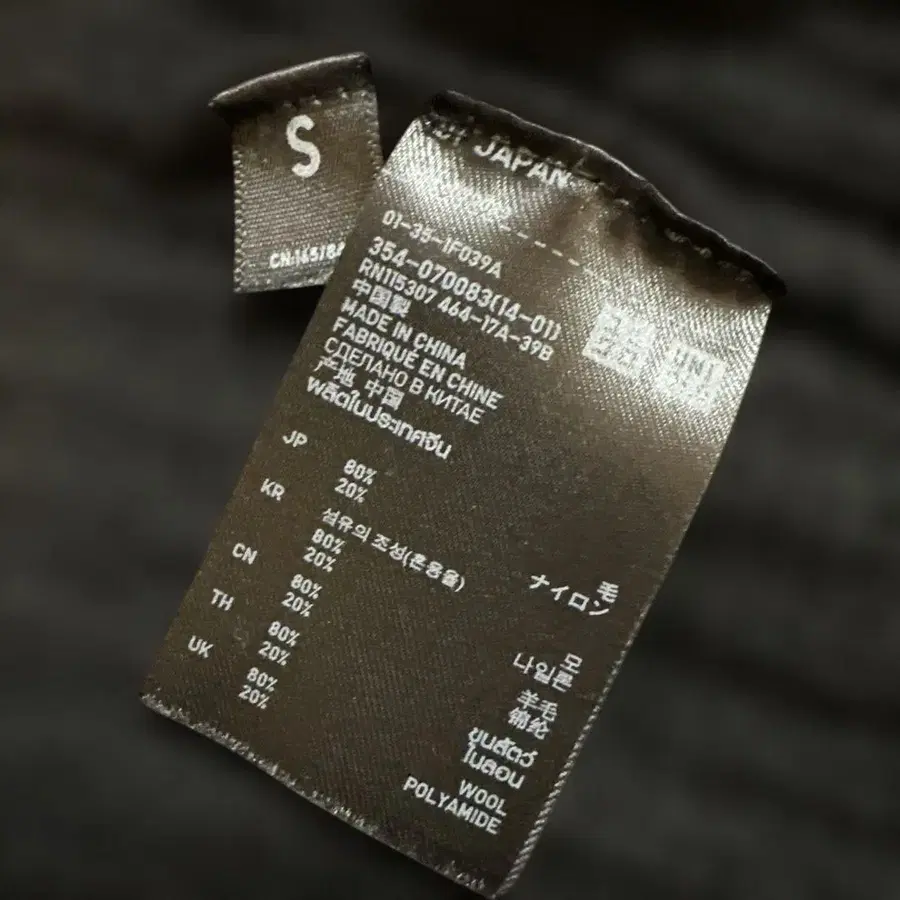 S
CN:165/84
JAPAN
01-35-1F039A
354-070083(14-01)
RN115307 464-17A-39B
中国製
MADE IN CHINA
FABRIQUÉ EN CHINE
СДЕЛАНО В КИТАЕ
产地 中国
ผลิตในประเทศจีน
JP
80% 毛
20% ナイロン
KR
섬유의 조성(혼용율)
80% 모
20% 나일론
CN
80% 羊毛
20% 锦纶
TH
80% ขนสัตว์
20% ไนลอน
UK
80% WOOL
20% POLYAMIDE